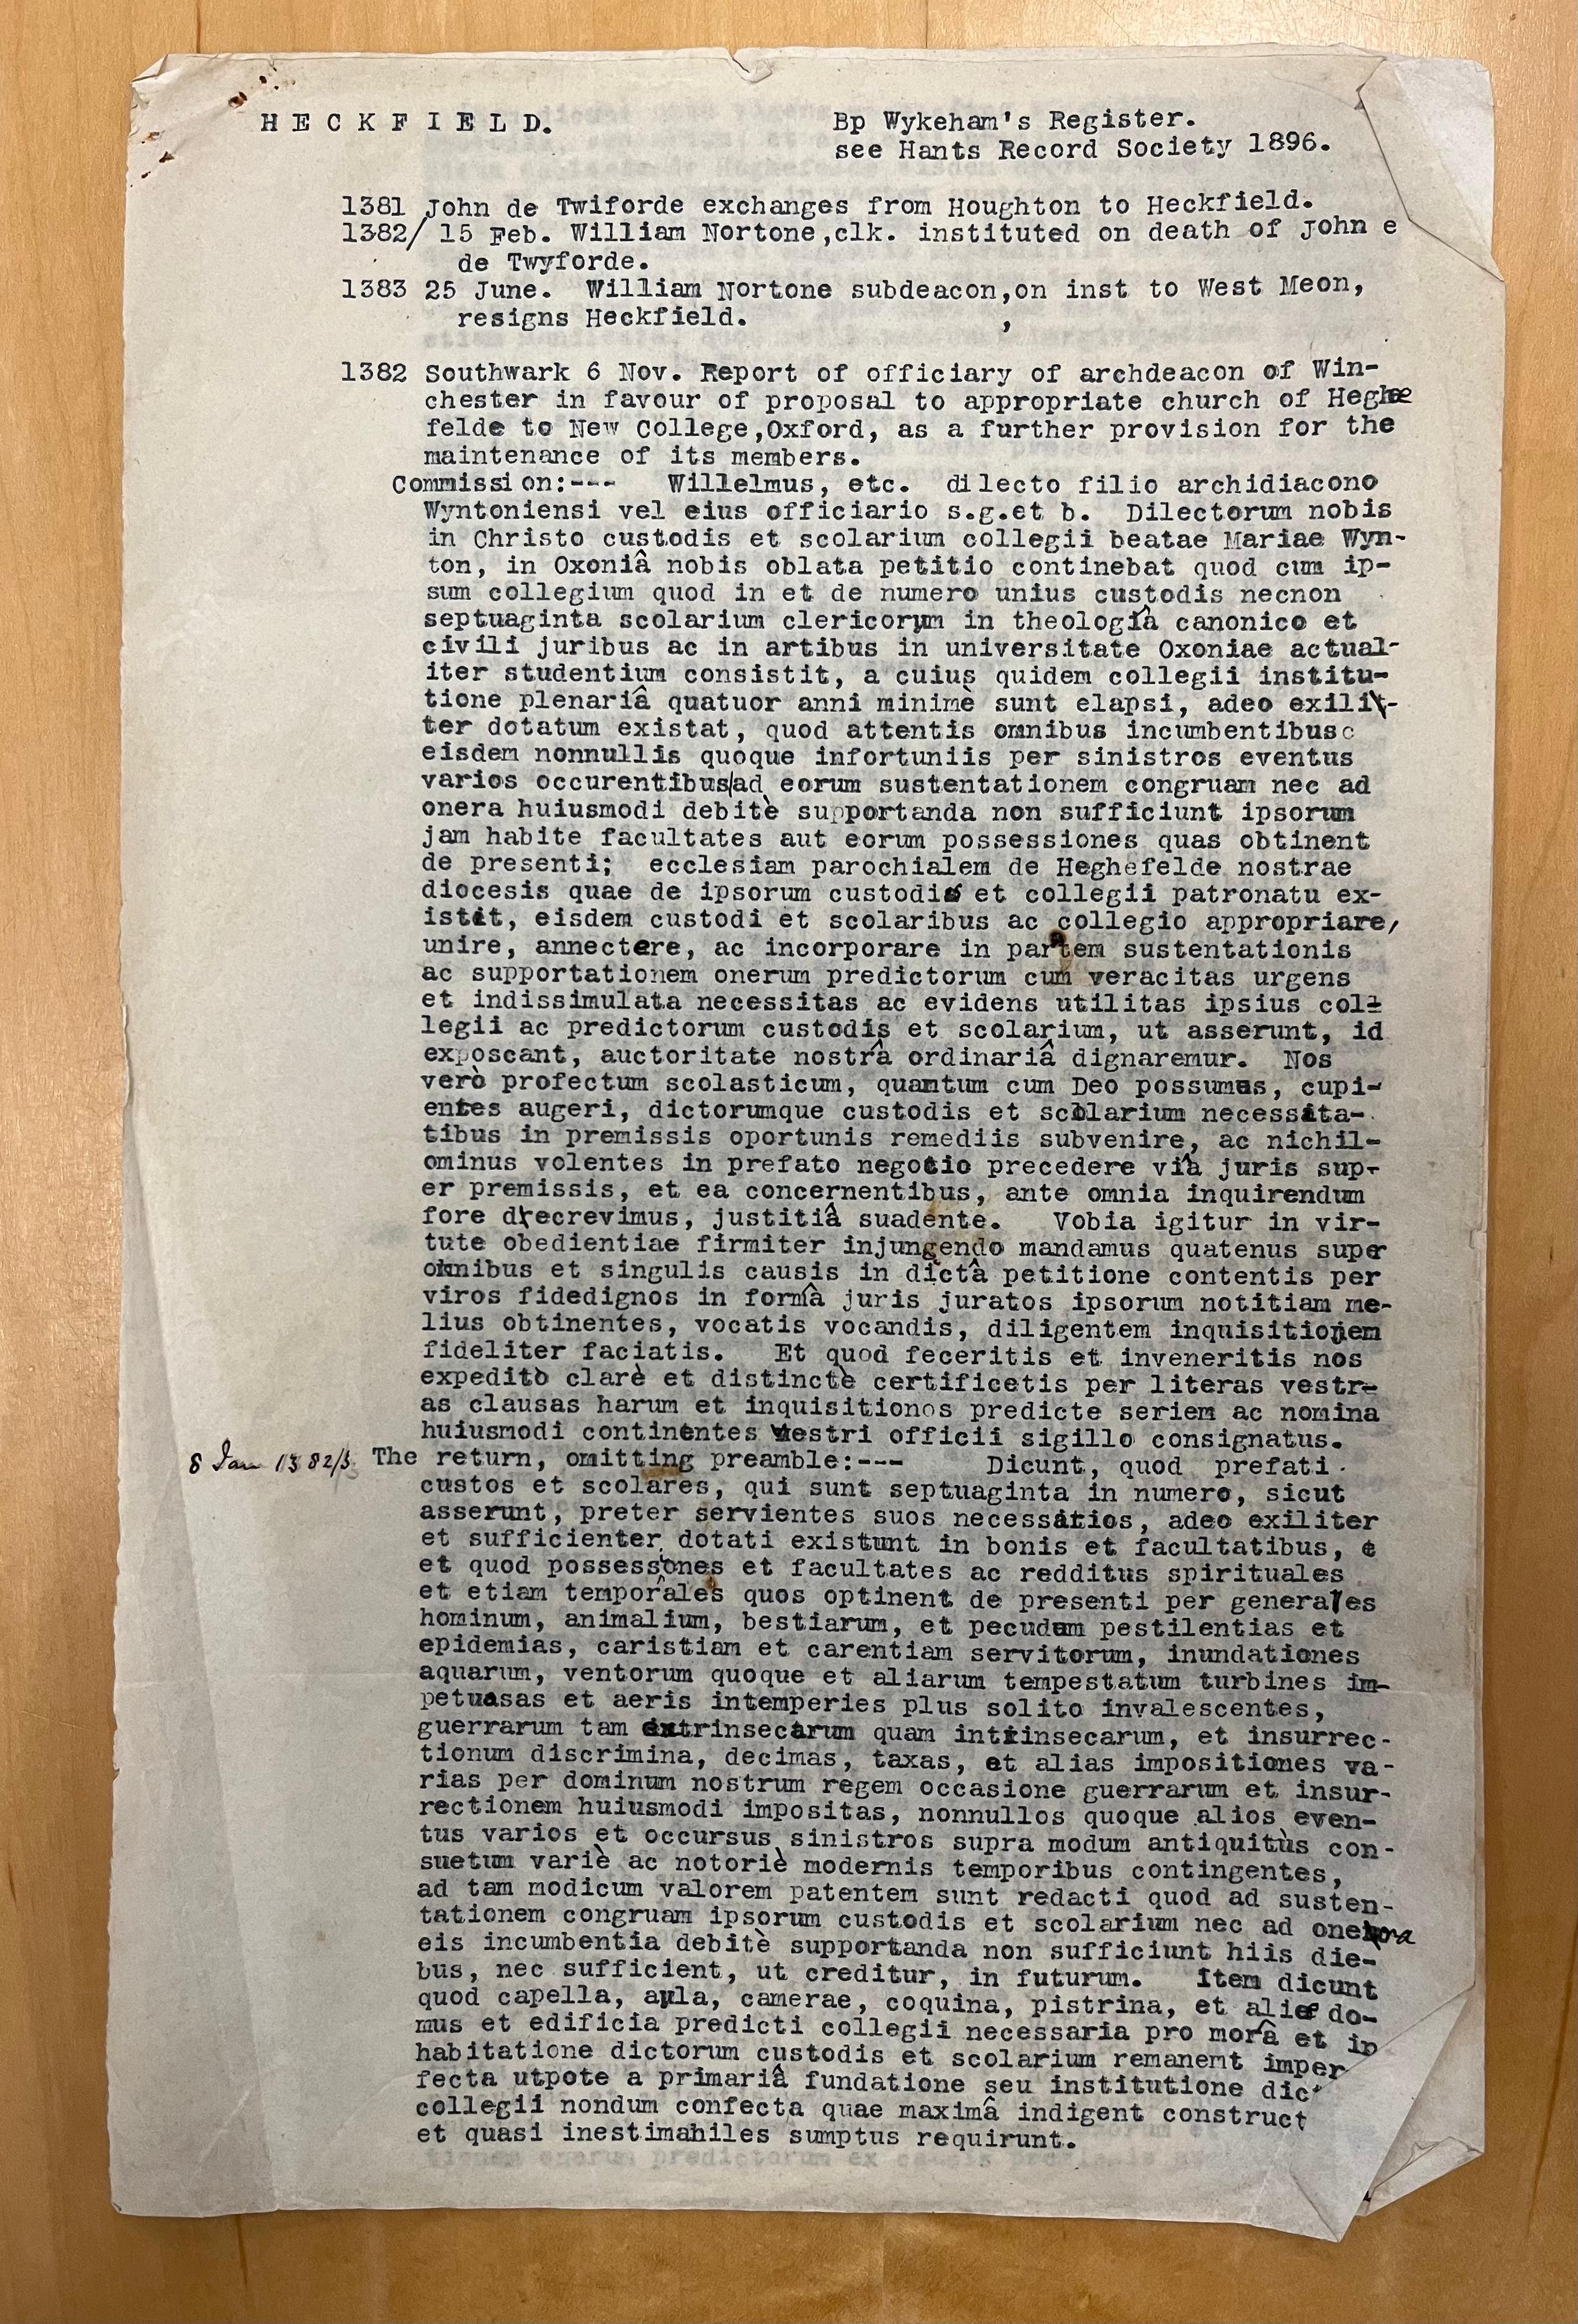 H E C K F I E L D.
Bp Wykeham's Register.
see Hants Record Society 1896.
1381 John de Twiforde exchanges from Houghton to Heckfield.
1382/ 15 Feb. William Nortone,clk. instituted on death of John e
de Twyforde.
1383 25 June. William Nortone subdeacon,on inst to West Meon,
resigns Heckfield.
1382 Southwark 6 Nov. Report of officiary of archdeacon of Win-
chester in favour of proposal to appropriate church of Heghe
felde to New College,Oxford, as a further provision for the
maintenance of its members.
Commission:--- Willelmus, etc. dilecto filio archidiacono
Wyntoniensi vel eius officiario s.g.et b. Dilectorum nobis
in Christo custodis et scolarium collegii beatae Mariae Wyn-
ton, in Oxoniâ nobis oblata petitio continebat quod cum ip-
sum collegium quod in et de numero unius custodis necnon
septuaginta scolarium clericorum in theologiâ canonico et
civili juribus ac in artibus in universitate Oxoniae actual-
iter studentium consistit, a cuius quidem collegii institu-
tione plenariâ quatuor anni minimè sunt elapsi, adeo exili-
ter dotatum existat, quod attentis omnibus incumbentibusc
eisdem nonnullis quoque infortuniis per sinistros eventus
varios occurentibus/ad eorum sustentationem congruam nec ad
onera huiusmodi debitè supportanda non sufficiunt ipsorum
jam habite facultates aut eorum possessiones quas obtinent
de presenti; ecclesiam parochialem de Heghefelde nostrae
diocesis quae de ipsorum custodis et collegii patronatu ex-
istit, eisdem custodi et scolaribus ac collegio appropriare,
unire, annectere, ac incorporare in partem sustentationis
ac supportationem onerum predictorum cum veracitas urgens
et indissimulata necessitas ac evidens utilitas ipsius col-
legii ac predictorum custodis et scolarium, ut asserunt, id
exposcant, auctoritate nostrâ ordinariâ dignaremur. Nos
verò profectum scolasticum, quantum cum Deo possumus, cupi-
entes augeri, dictorumque custodis et scolarium necessita-
tibus in premissis oportunis remediis subvenire, ac nichil-
ominus volentes in prefato negotio precedere viâ juris sup-
er premissis, et ea concernentibus, ante omnia inquirendum
fore decrevimus, justitiâ suadente. Vobia igitur in vir-
tute obedientiae firmiter injungendo mandamus quatenus super
omnibus et singulis causis in dictâ petitione contentis per
viros fidedignos in formâ juris juratos ipsorum notitiam me-
lius obtinentes, vocatis vocandis, diligentem inquisitionem
fideliter faciatis. Et quod feceritis et inveneritis nos
expeditò clarè et distinctè certificetis per literas vestr-
as clausas harum et inquisitionos predicte seriem ac nomina
huiusmodi continentes vestri officii sigillo consignatus.
8 Jan 1382/3 The return, omitting preamble:--- Dicunt, quod prefati
custos et scolares, qui sunt septuaginta in numero, sicut
asserunt, preter servientes suos necessarios, adeo exiliter
et sufficienter dotati existunt in bonis et facultatibus, e
et quod possessiones et facultates ac redditus spirituales
et etiam temporales quos optinent de presenti per generales
hominum, animalium, bestiarum, et pecudum pestilentias et
epidemias, caristiam et carentiam servitorum, inundationes
aquarum, ventorum quoque et aliarum tempestatum turbines im-
petuasas et aeris intemperies plus solito invalescentes,
guerrarum tam extrinsecarum quam intrinsecarum, et insurrec-
tionum discrimina, decimas, taxas, et alias impositiones va-
rias per dominum nostrum regem occasione guerrarum et insur-
rectionem huiusmodi impositas, nonnullos quoque alios even-
tus varios et occursus sinistros supra modum antiquitùs con-
suetum variè ac notoriè modernis temporibus contingentes,
ad tam modicum valorem patentem sunt redacti quod ad susten-
tationem congruam ipsorum custodis et scolarium nec ad onera
eis incumbentia debitè supportanda non sufficiunt hiis die-
bus, nec sufficient, ut creditur, in futurum. Item dicunt
quod capella, aula, camerae, coquina, pistrina, et alie do-
mus et edificia predicti collegii necessaria pro morâ et in
habitatione dictorum custodis et scolarium remanent imper
fecta utpote a primariâ fundatione seu institutione dic
collegii nondum confecta quae maximâ indigent construct
et quasi inestimahiles sumptus requirunt.